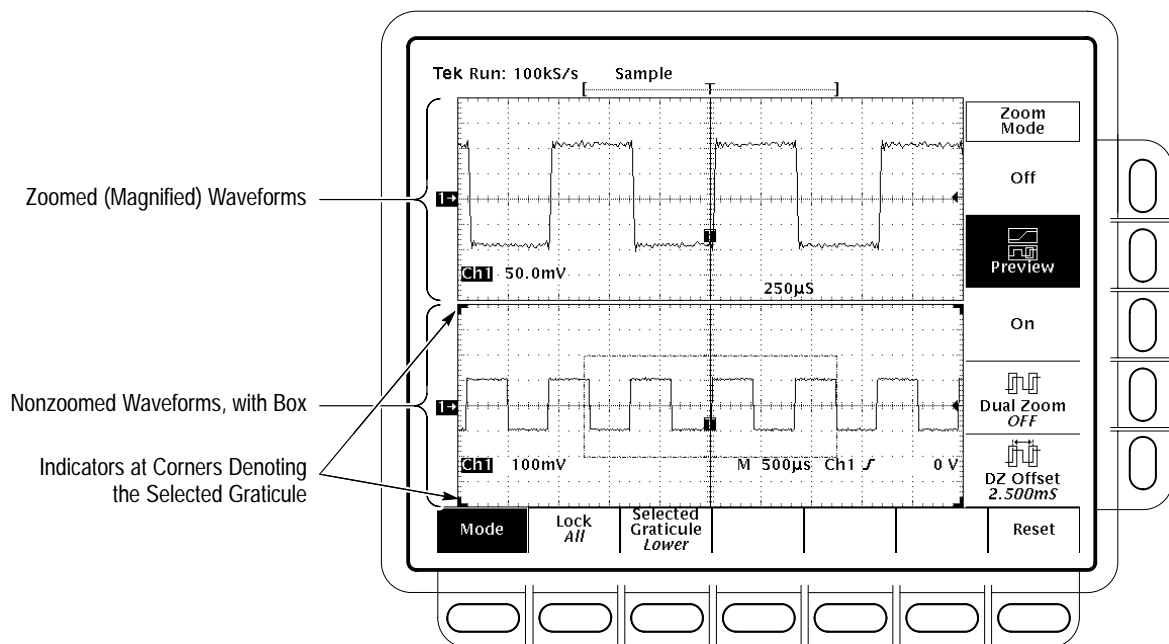 Tek Run: 100kS/s Sample
[ T ]
Zoom
Mode
Off
Preview
On
Dual Zoom
OFF
DZ Offset
2.500mS
Zoomed (Magnified) Waveforms
1
T
Ch1 50.0mV
250µS
Nonzoomed Waveforms, with Box
1
T
Ch1 100mV M 500µs Ch1 0 V
Indicators at Corners Denoting
the Selected Graticule
Mode
Lock
All
Selected
Graticule
Lower
Reset